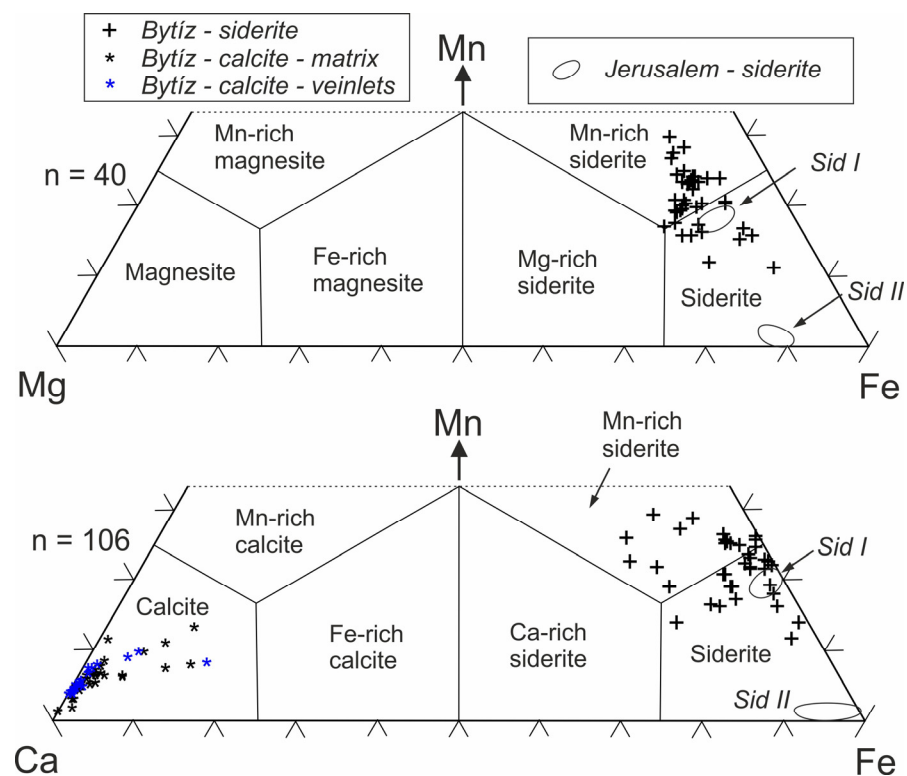 Bytíz - siderite
Bytíz - calcite - matrix
Bytíz - calcite - veinlets
Mn
Jerusalem - siderite
Mn-rich
magnesite
Mn-rich
siderite
n = 40
Sid I
Magnesite
Fe-rich
magnesite
Mg-rich
siderite
Siderite
Sid II
Mg
Fe
Mn
Mn-rich
siderite
n = 106
Mn-rich
calcite
Sid I
Calcite
Fe-rich
calcite
Ca-rich
siderite
Siderite
Sid II
Ca
Fe